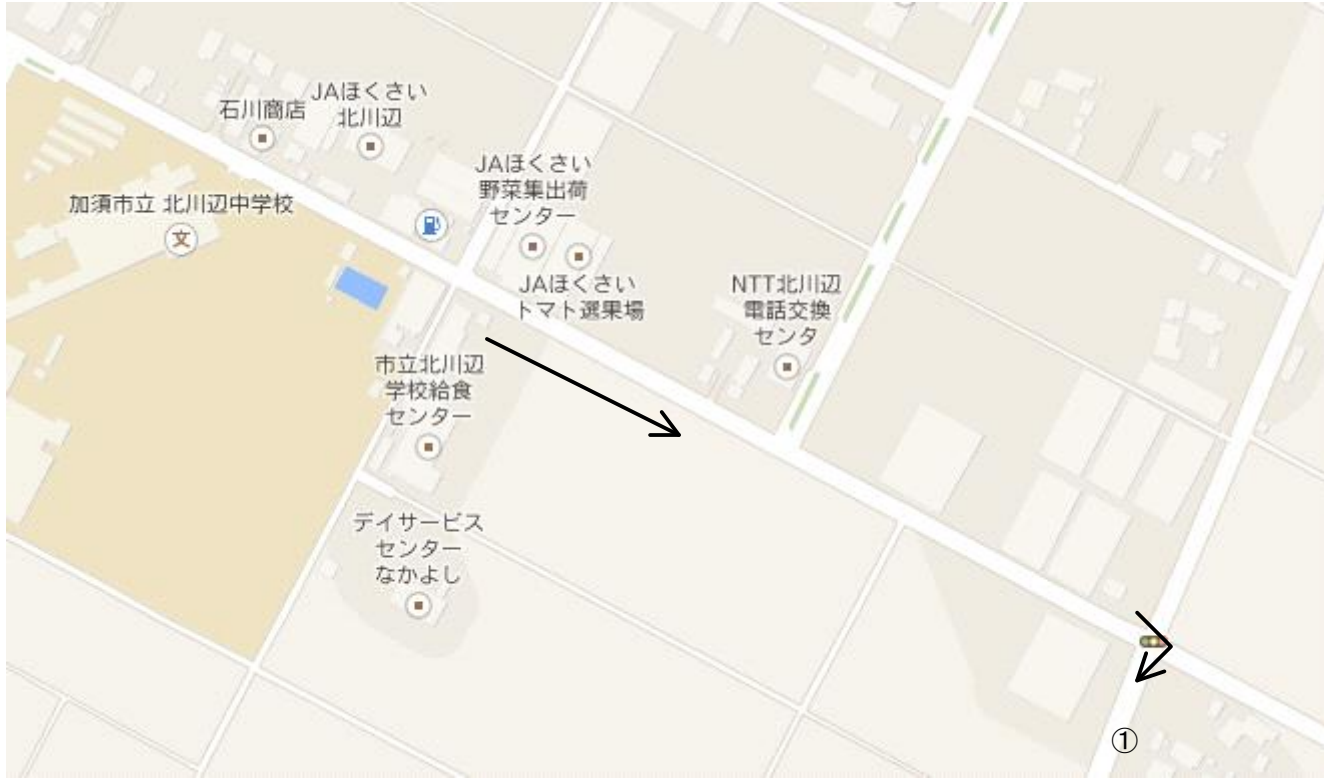 石川商店
JAほくさい
北川辺
JAほくさい
野菜集出荷
センター
加須市立 北川辺中学校
文
JAほくさい
トマト選果場
NTT北川辺
電話交換
センタ
市立北川辺
学校給食
センター
デイサービス
センター
なかよし
①